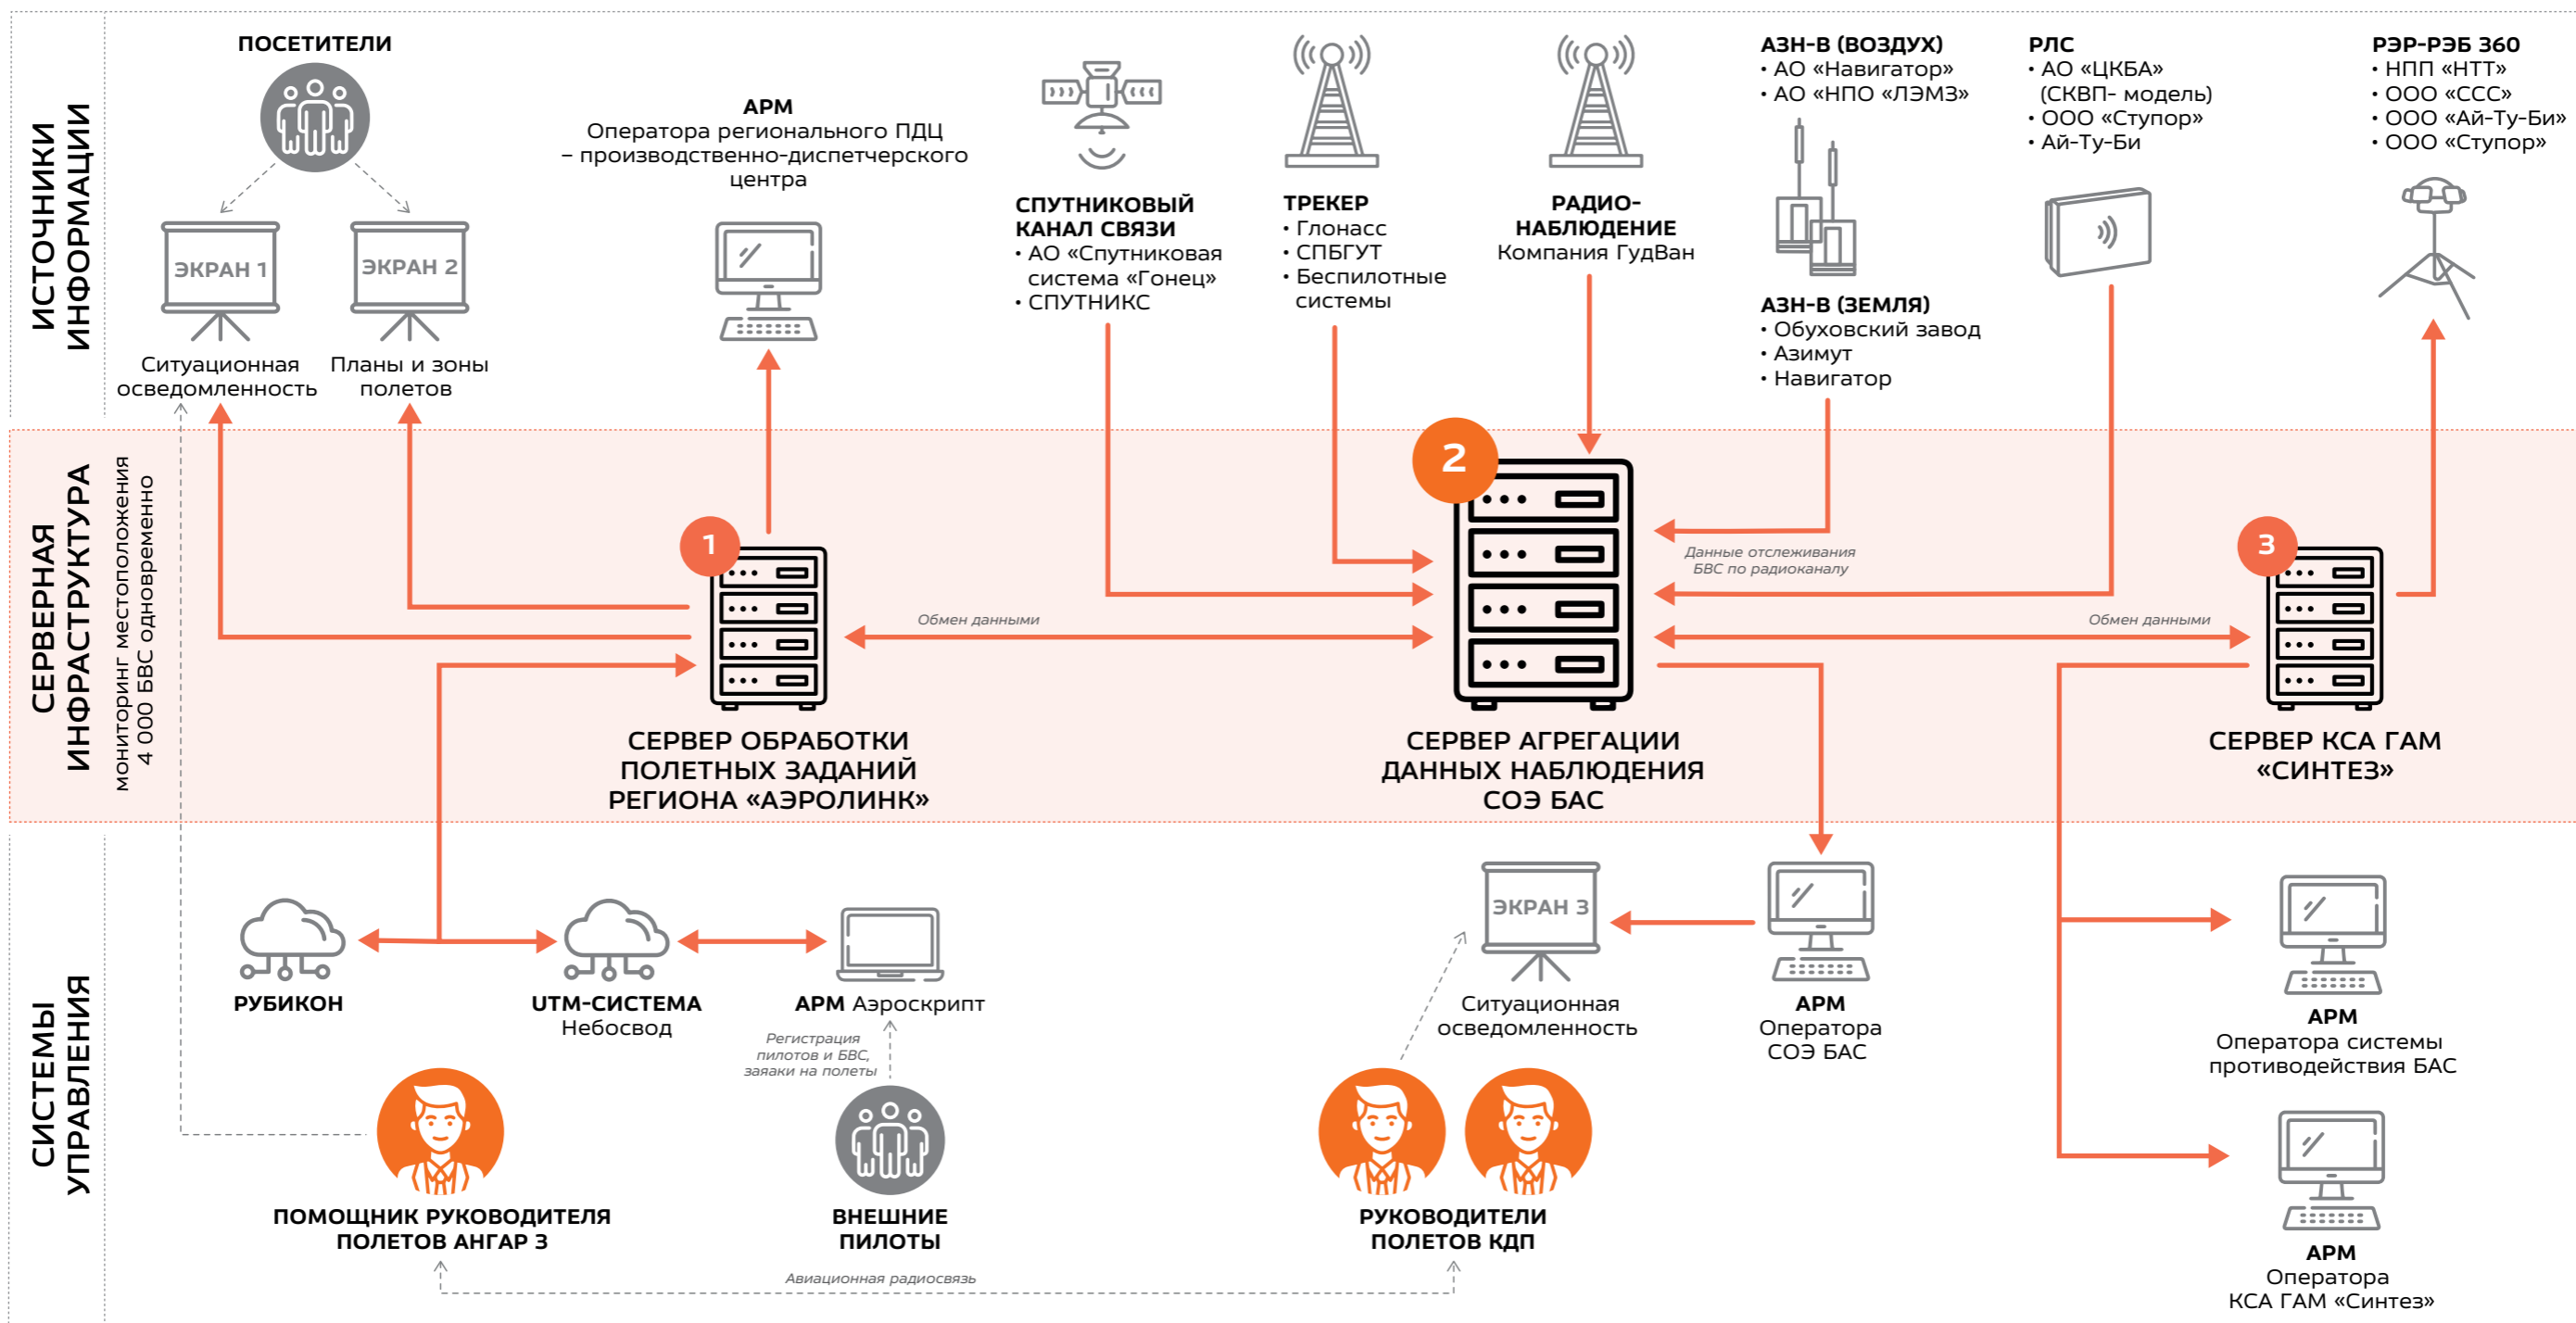 ИСТОЧНИКИ
ИНФОРМАЦИИ
ПОСЕТИТЕЛИ
ЭКРАН 1
Ситуационная
осведомленность
ЭКРАН 2
Планы и зоны
полетов
АРМ
Оператора регионального ПДЦ
– производственно-диспетчерского
центра
СПУТНИКОВЫЙ
КАНАЛ СВЯЗИ
• АО «Спутниковая
система «Гонец»
• СПУТНИКС
ТРЕКЕР
• Глонасс
• СПБГУТ
• Беспилотные
системы
РАДИО-
НАБЛЮДЕНИЕ
Компания ГудВан
АЗН-В (ВОЗДУХ)
• АО «Навигатор»
• АО «НПО «ЛЭМЗ»
АЗН-В (ЗЕМЛЯ)
• Обуховский завод
• Азимут
• Навигатор
РЛС
• АО «ЦКБА»
(СКВП- модель)
• ООО «Ступор»
• Ай-Ту-Би
РЭР-РЭБ 360
• НПП «НТТ»
• ООО «ССС»
• ООО «Ай-Ту-Би»
• ООО «Ступор»
СЕРВЕРНАЯ
ИНФРАСТРУКТУРА
мониторинг местоположения
4 000 БВС одновременно
1
СЕРВЕР ОБРАБОТКИ
ПОЛЕТНЫХ ЗАДАНИЙ
РЕГИОНА «АЭРОЛИНК»
Обмен данными
2
СЕРВЕР АГРЕГАЦИИ
ДАННЫХ НАБЛЮДЕНИЯ
СОЭ БАС
Данные отслеживания
БВС по радиоканалу
Обмен данными
3
СЕРВЕР КСА ГАМ
«СИНТЕЗ»
СИСТЕМЫ
УПРАВЛЕНИЯ
РУБИКОН
UTM-СИСТЕМА
Небосвод
АРМ Аэроскрипт
Регистрация
пилотов и БВС,
заяаки на полеты
ПОМОЩНИК РУКОВОДИТЕЛЯ
ПОЛЕТОВ АНГАР 3
ВНЕШНИЕ
ПИЛОТЫ
Авиационная радиосвязь
ЭКРАН 3
Ситуационная
осведомленность
АРМ
Оператора
СОЭ БАС
РУКОВОДИТЕЛИ
ПОЛЕТОВ КДП
АРМ
Оператора системы
противодействия БАС
АРМ
Оператора
КСА ГАМ «Синтез»